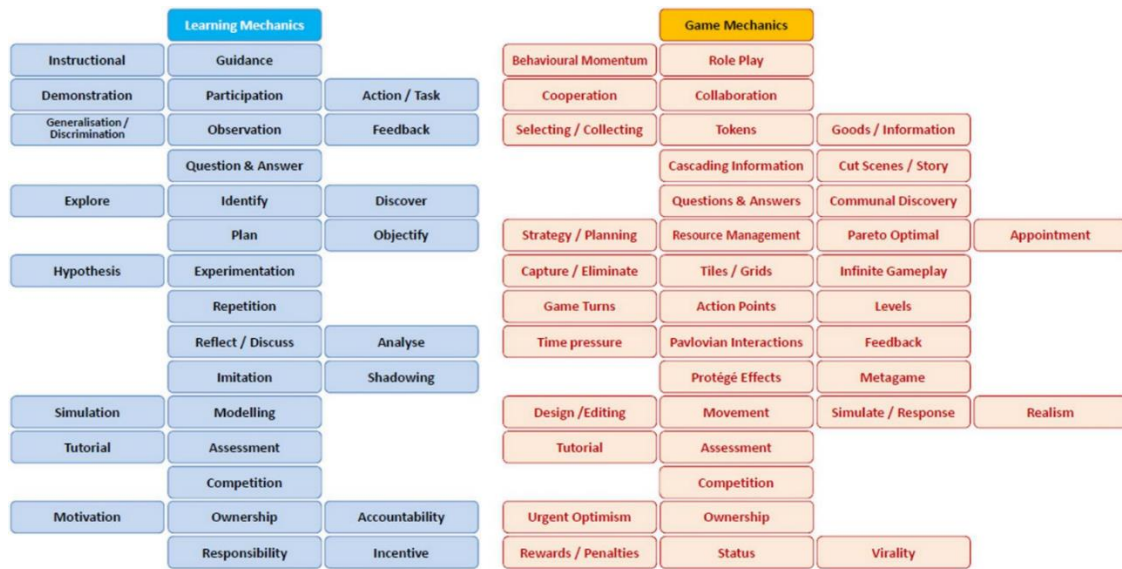 Learning Mechanics
Instructional Guidance
Demonstration Participation Action / Task
Generalisation /
Discrimination Observation Feedback
Question & Answer
Explore Identify Discover
Plan Objectify
Hypothesis Experimentation
Repetition
Reflect / Discuss Analyse
Imitation Shadowing
Simulation Modelling
Tutorial Assessment
Competition
Motivation Ownership Accountability
Responsibility Incentive
Game Mechanics
Behavioural Momentum Role Play
Cooperation Collaboration
Selecting / Collecting Tokens Goods / Information
Cascading Information Cut Scenes / Story
Questions & Answers Communal Discovery
Strategy / Planning Resource Management Pareto Optimal Appointment
Capture / Eliminate Tiles / Grids Infinite Gameplay
Game Turns Action Points Levels
Time pressure Pavlovian Interactions Feedback
Protégé Effects Metagame
Design /Editing Movement Simulate / Response Realism
Tutorial Assessment
Competition
Urgent Optimism Ownership
Rewards / Penalties Status Virality